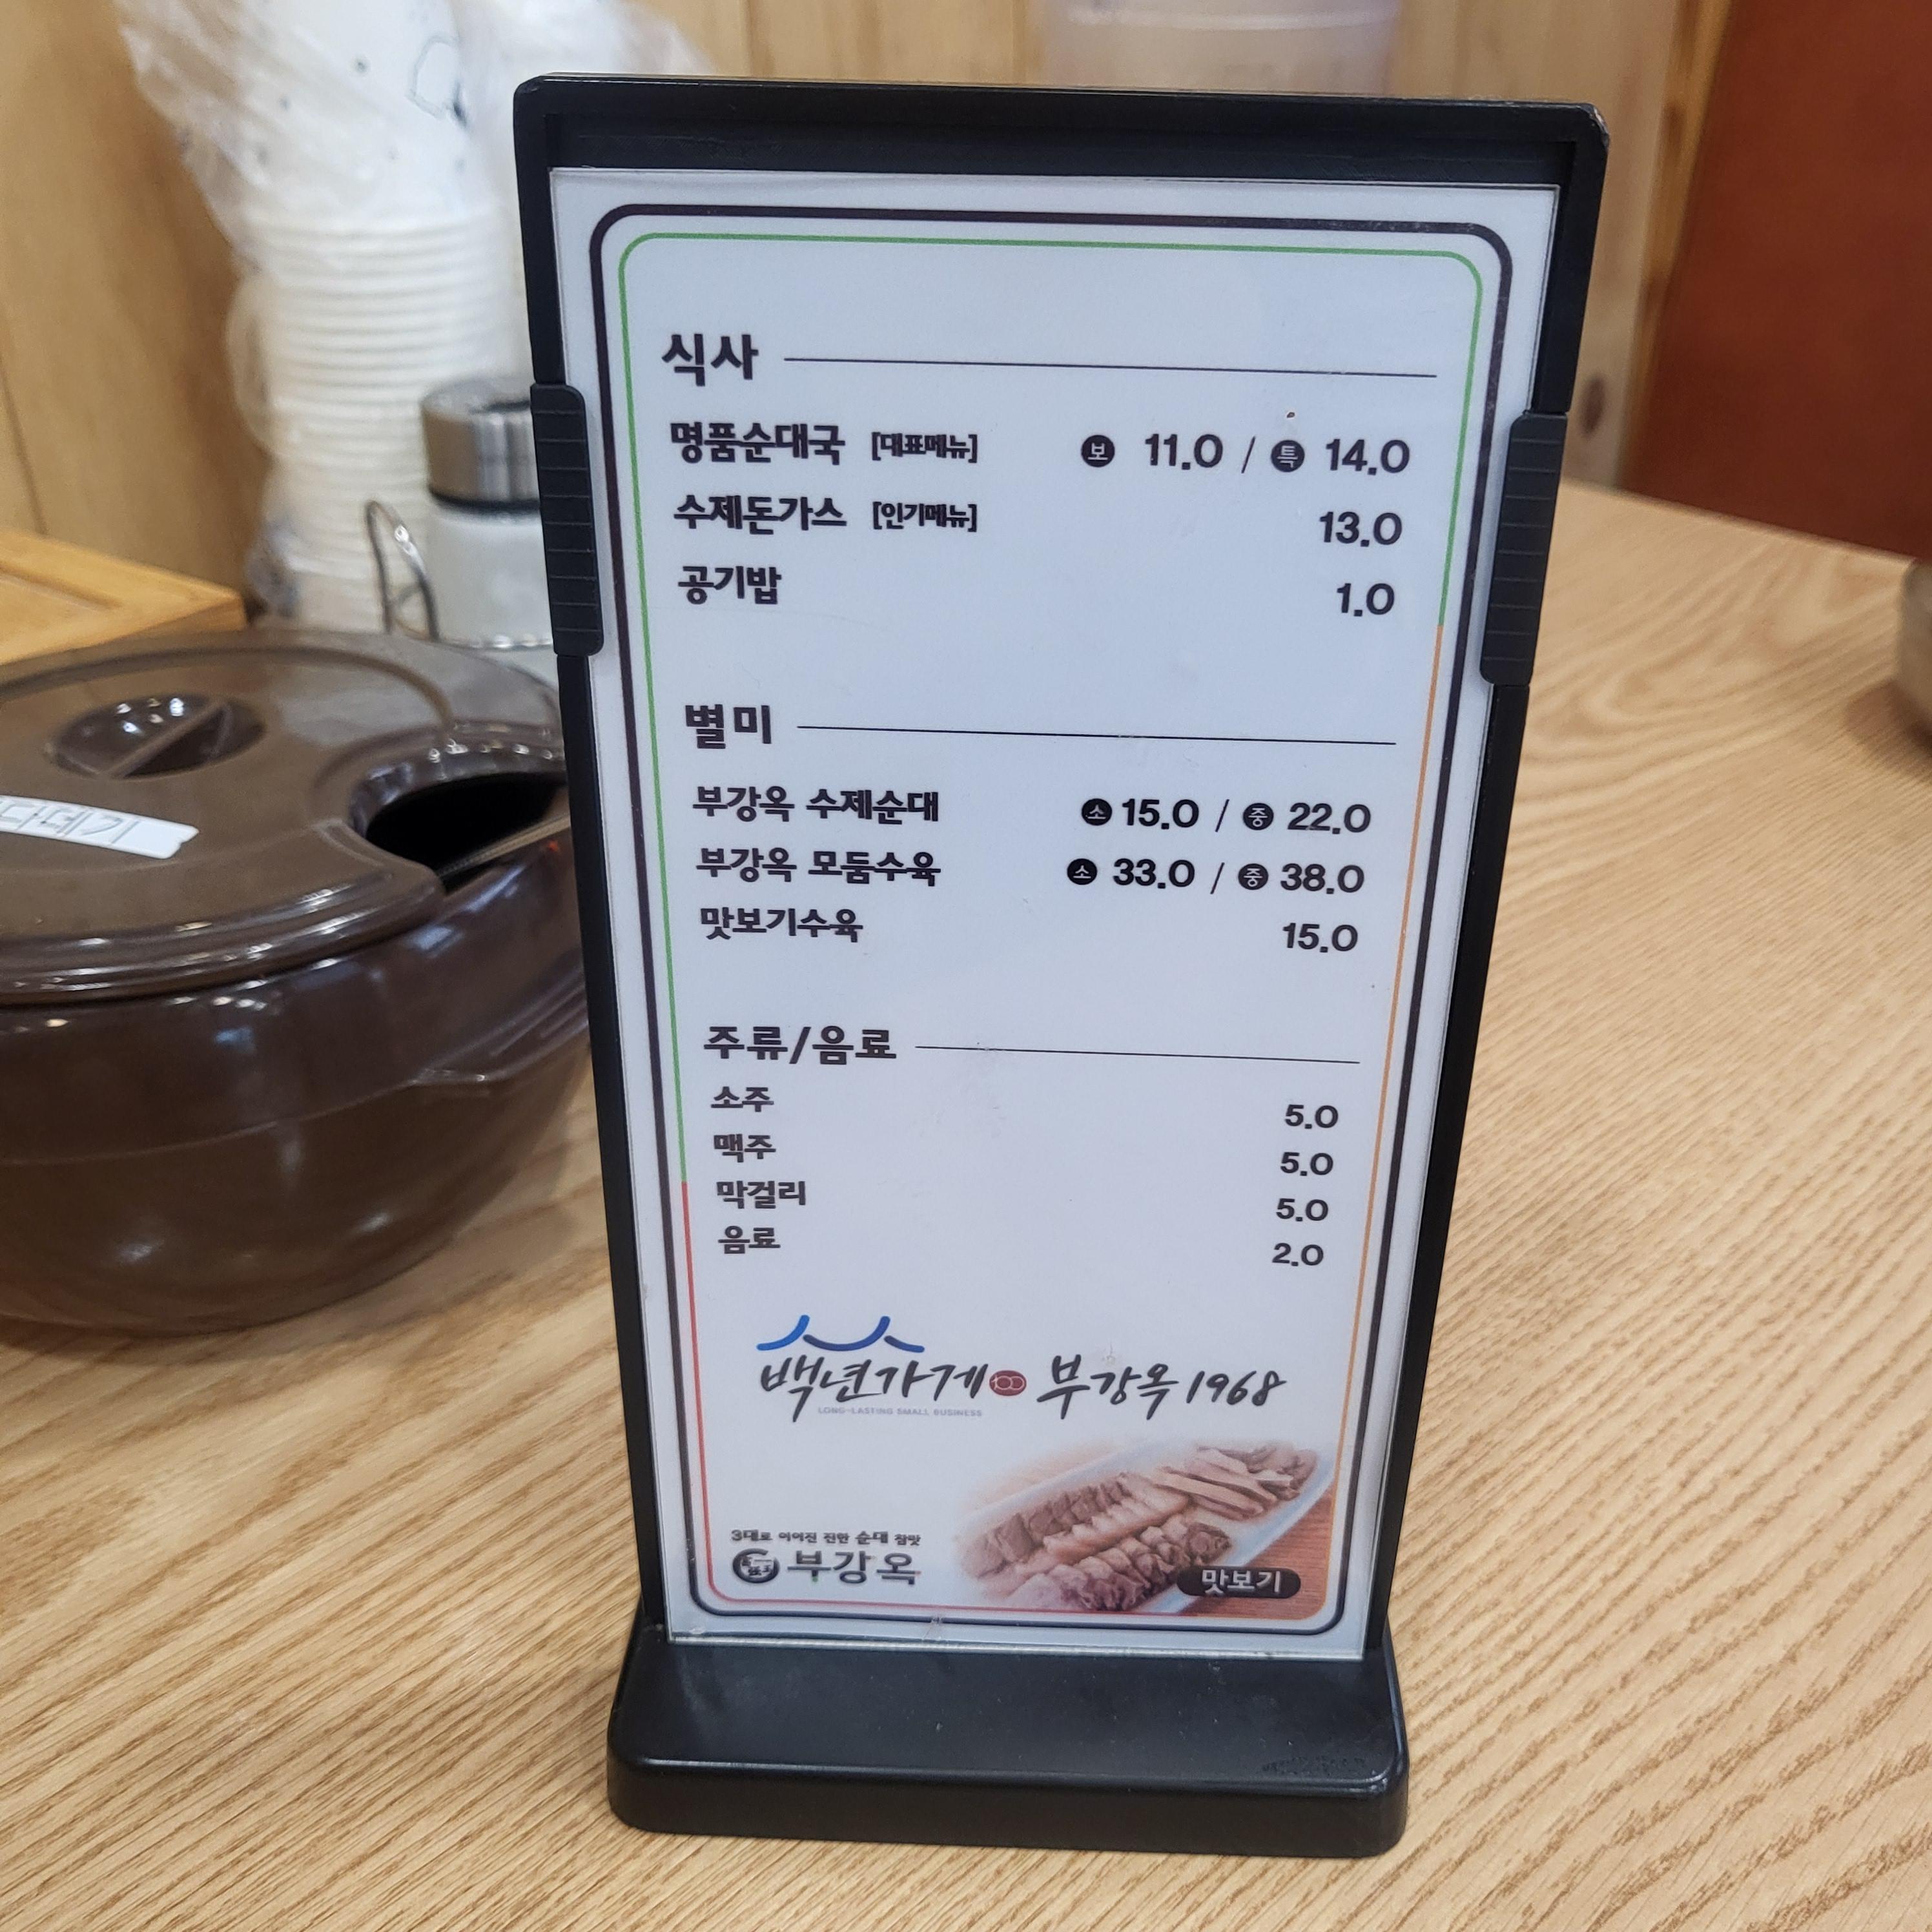 식사
명품순대국 [대표메뉴] 보 11.0 / 특 14.0
수제돈가스 [인기메뉴] 13.0
공기밥 1.0
별미
부강옥 수제순대 소 15.0 / 중 22.0
부강옥 모둠수육 소 33.0 / 중 38.0
맛보기수육 15.0
주류/음료
소주 5.0
맥주 5.0
막걸리 5.0
음료 2.0
백년가게 100 부강옥 1968
LONG-LASTING SMALL BUSINESS
3대로 이어진 진한 순대 참맛
부강옥
맛보기